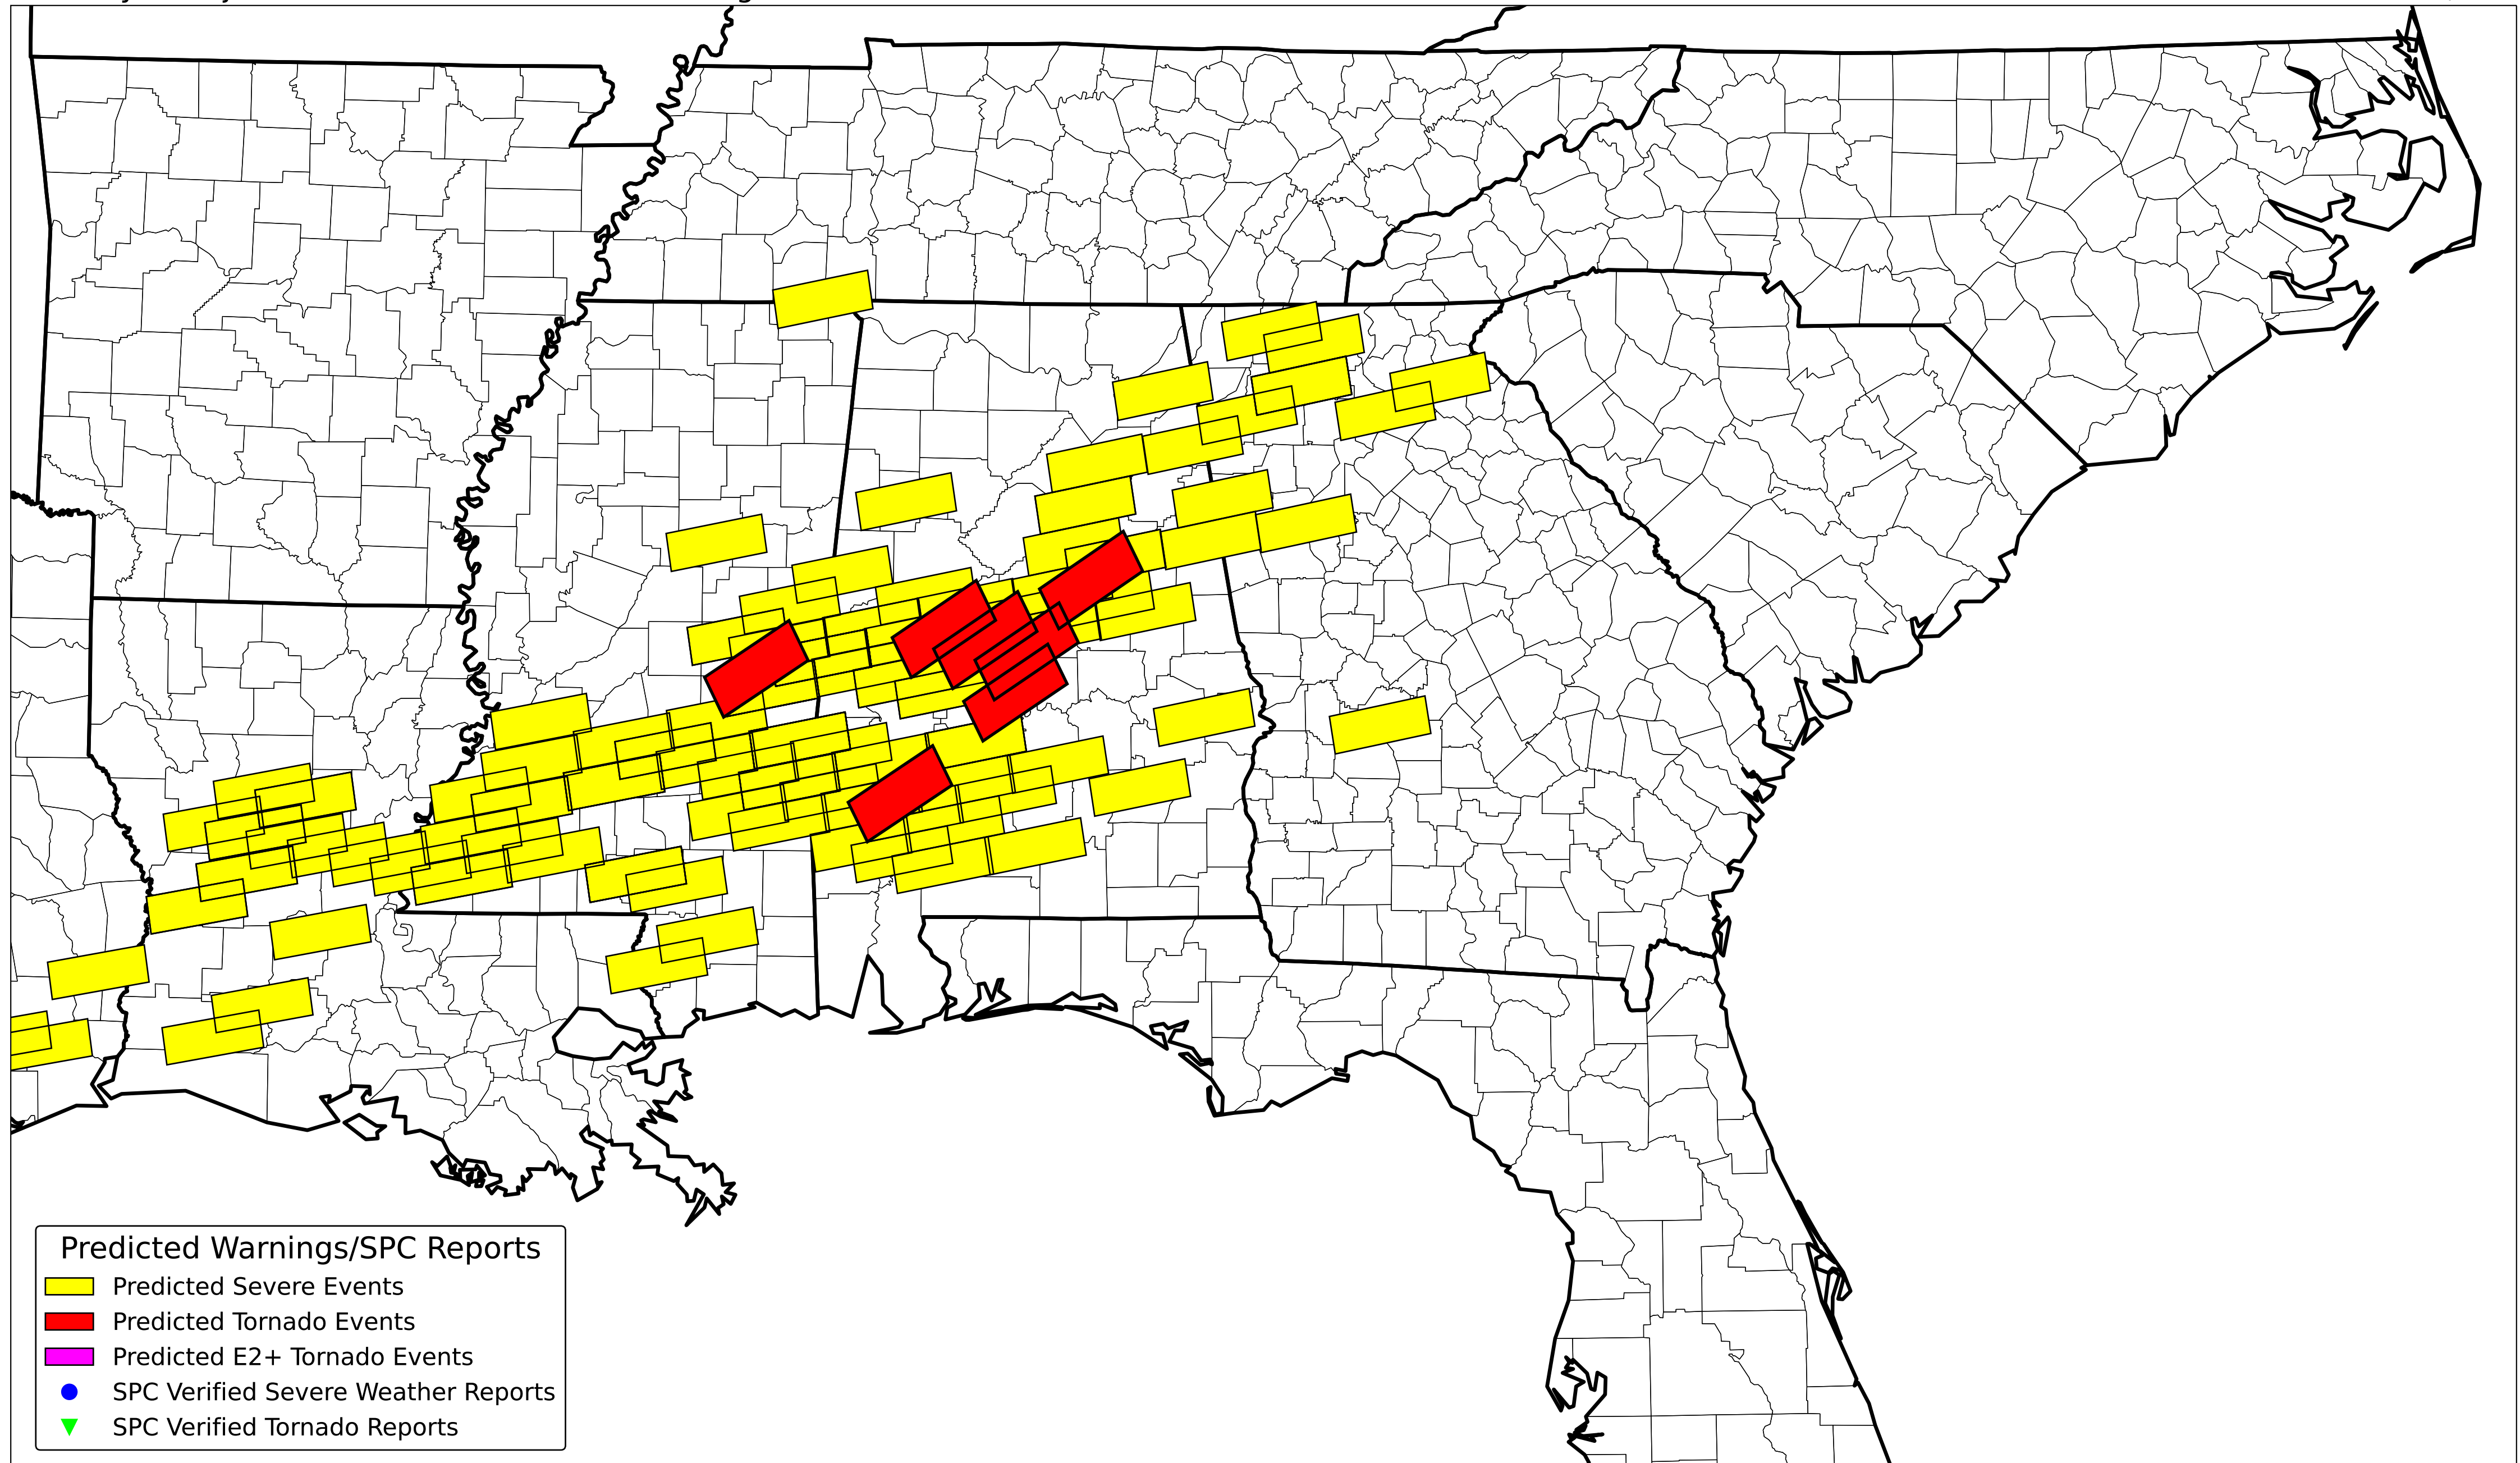 Predicted Warnings/SPC Reports
Predicted Severe Events
Predicted Tornado Events
Predicted E2+ Tornado Events
SPC Verified Severe Weather Reports
SPC Verified Tornado Reports